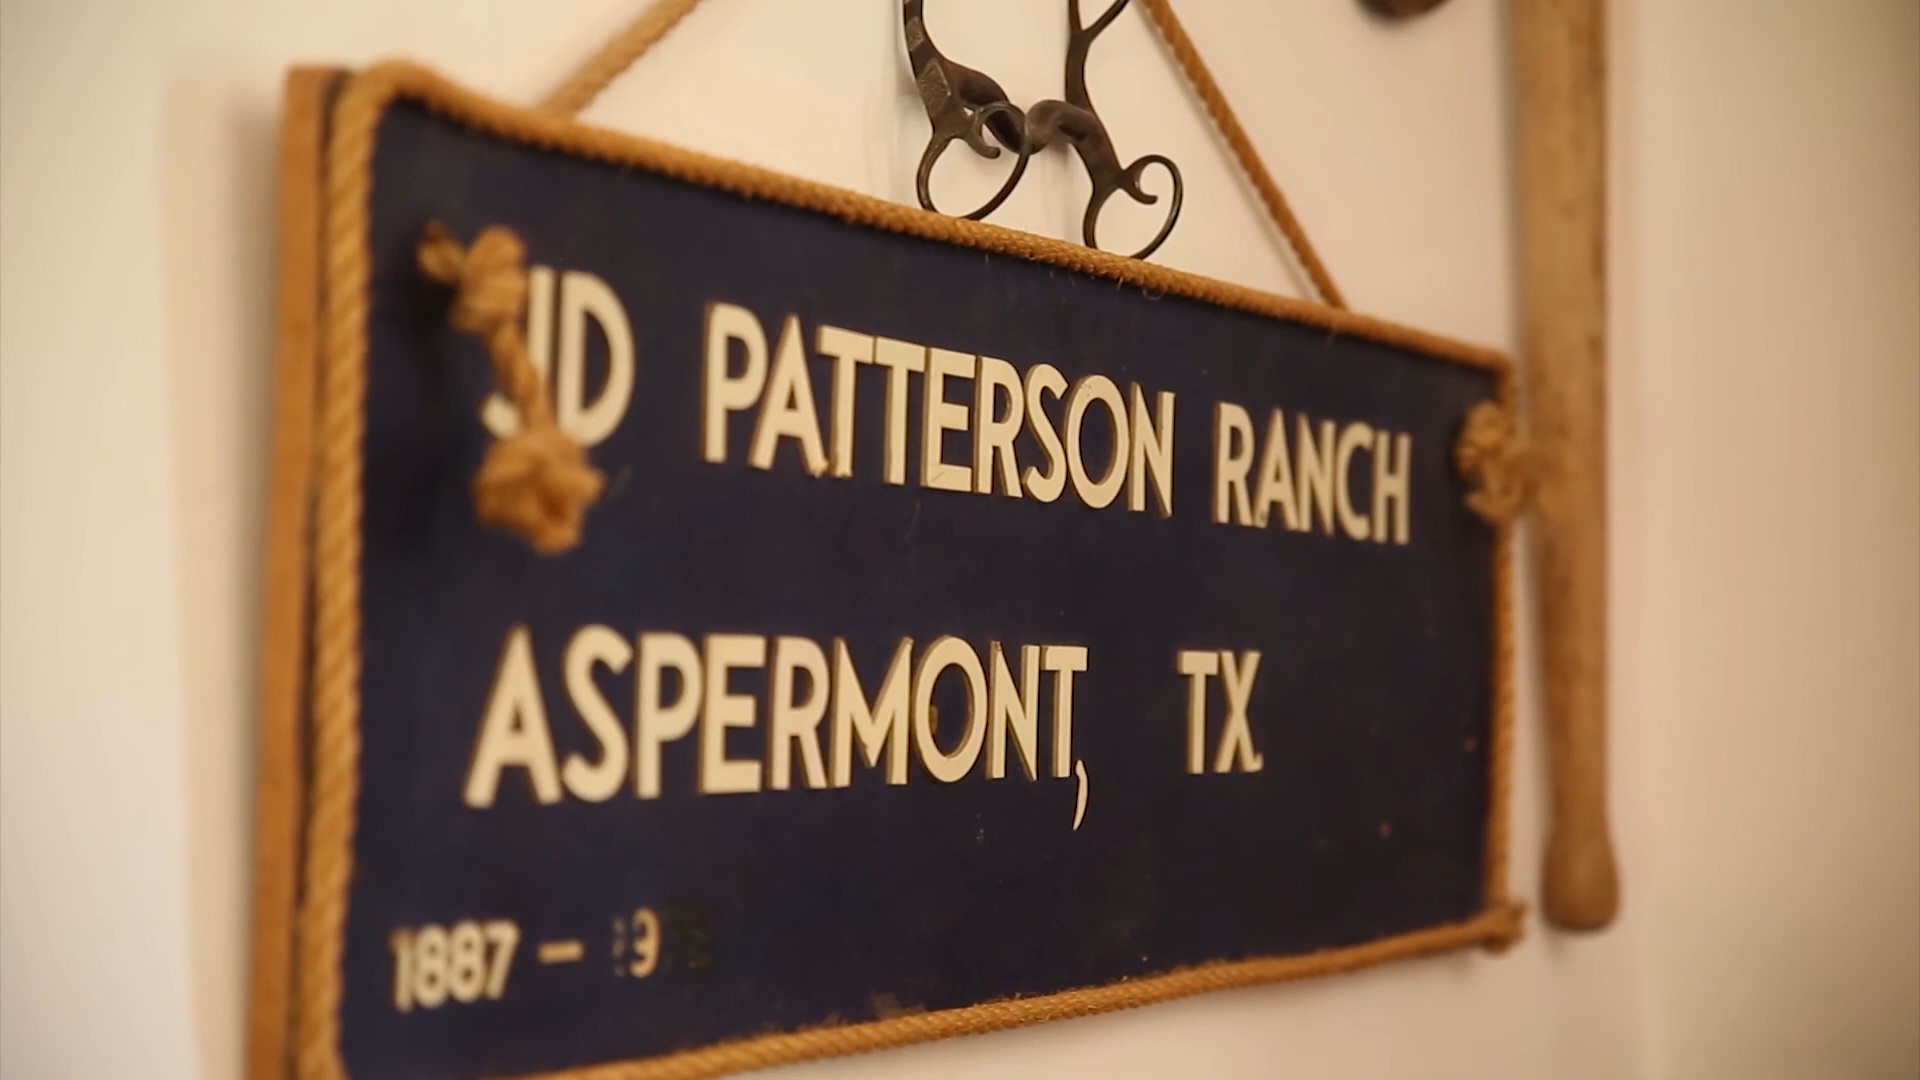 JD PATTERSON RANCH
ASPERMONT, TX.
1887 –